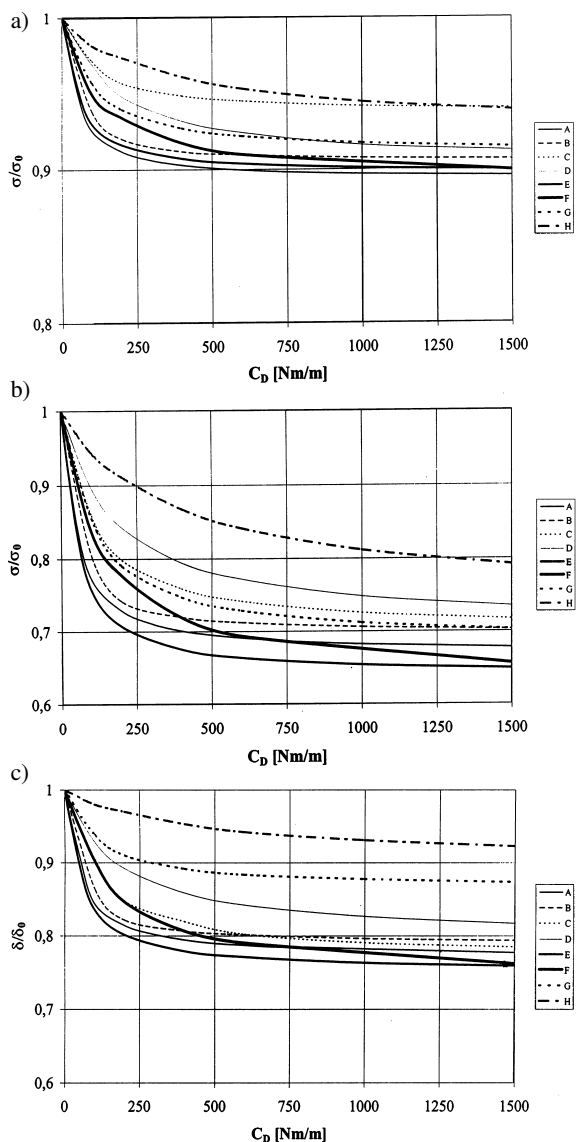 a)
1
0,9
0,8
σ/σ₀
0
250
500
750
1000
1250
1500
C_D [Nm/m]
A
B
C
D
E
F
G
H
b)
1
0,9
0,8
0,7
0,6
σ/σ₀
0
250
500
750
1000
1250
1500
C_D [Nm/m]
A
B
C
D
E
F
G
H
c)
1
0,9
0,8
0,7
0,6
δ/δ₀
0
250
500
750
1000
1250
1500
C_D [Nm/m]
A
B
C
D
E
F
G
H